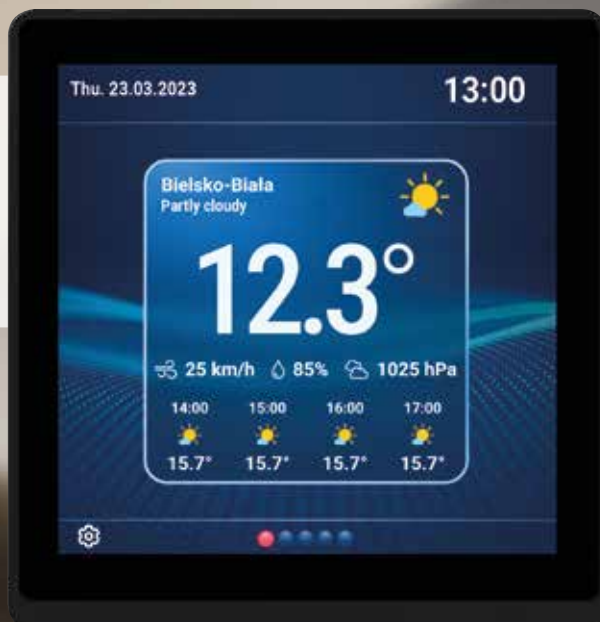 Thu. 23.03.2023 13:00
Bielsko-Biała
Partly cloudy
12.3°
25 km/h 85% 1025 hPa
14:00 15:00 16:00 17:00
15.7° 15.7° 15.7° 15.7°